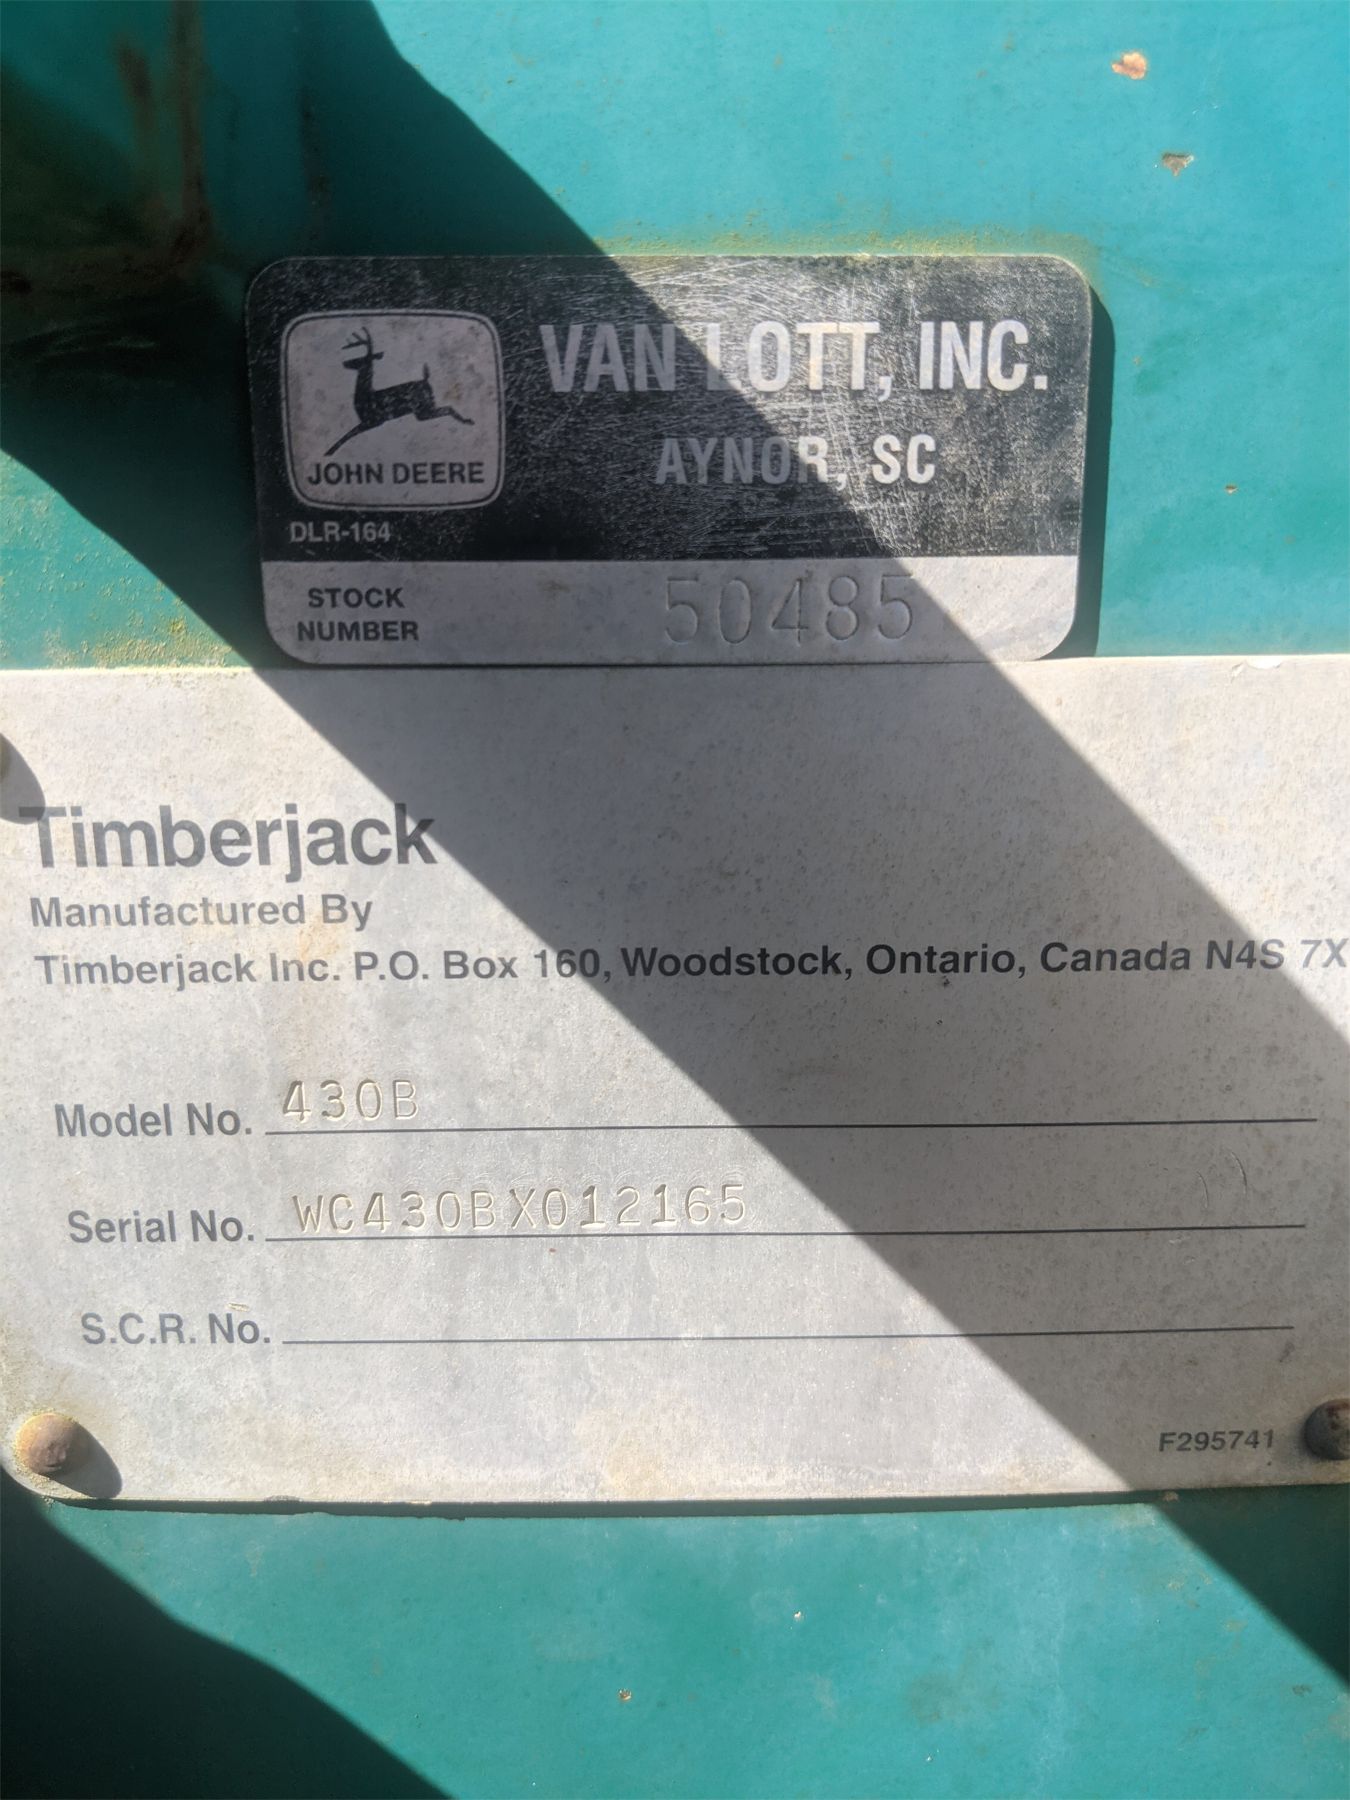 VAN LOTT, INC.
AYNOR, SC
JOHN DEERE
DLR-164
STOCK
NUMBER
50485
Timberjack
Manufactured By
Timberjack Inc. P.O. Box 160, Woodstock, Ontario, Canada N4S 7X
Model No. 430B
Serial No. WC430BX012165
S.C.R. No.
F295741